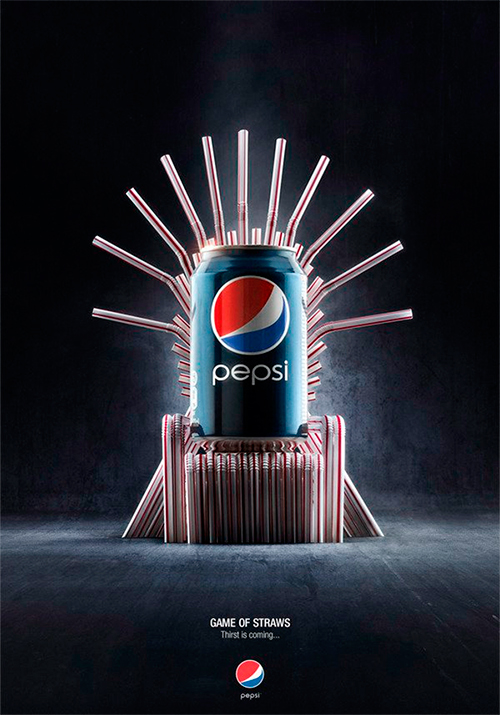 pepsi
GAME OF STRAWS
Thirst is coming...
pepsi